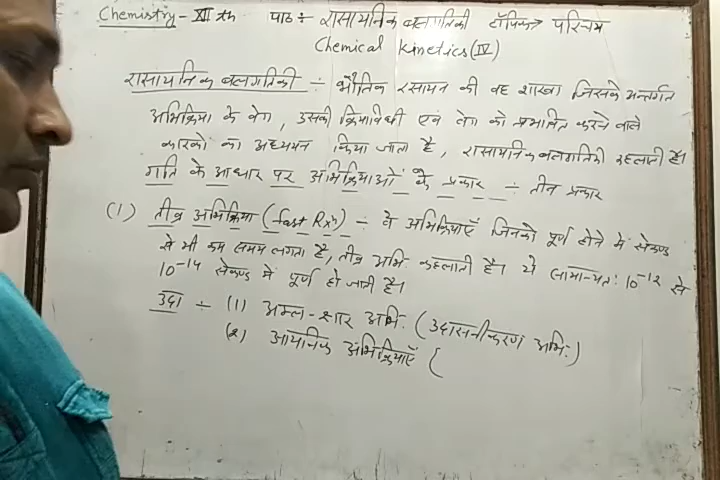 Chemistry - XII th पाठ ÷ रासायनिक बलगतिकी टॉपिक→ परिचय
Chemical Kinetics (IV)
रासायनिक बलगतिकी ÷ भौतिक रसायन की वह शाखा जिसके अन्तर्गत
अभिक्रिया के वेग, उसकी क्रियाविधी एवं वेग को प्रभावित करने वाले
कारको का अध्ययन किया जाता है, रासायनिक बलगतिकी कहलाती है।
गति के आधार पर अभिक्रियाओं के प्रकार ÷ तीन प्रकार
(1) तीव्र अभिक्रिया (fast Rxⁿ) ÷ वे अभिक्रियाएँ जिनको पूर्ण होने में सेकण्ड
से भी कम समय लगता है, तीव्र अभि. कहलाती है। ये सामान्यत: 10⁻¹² से
10⁻¹⁴ सेकण्ड में पूर्ण हो जाती है।
उदा ÷ (1) अम्ल-क्षार अभि. (उदासनीकरण अभि:)
(2) आयनिक अभिक्रियाएँ (